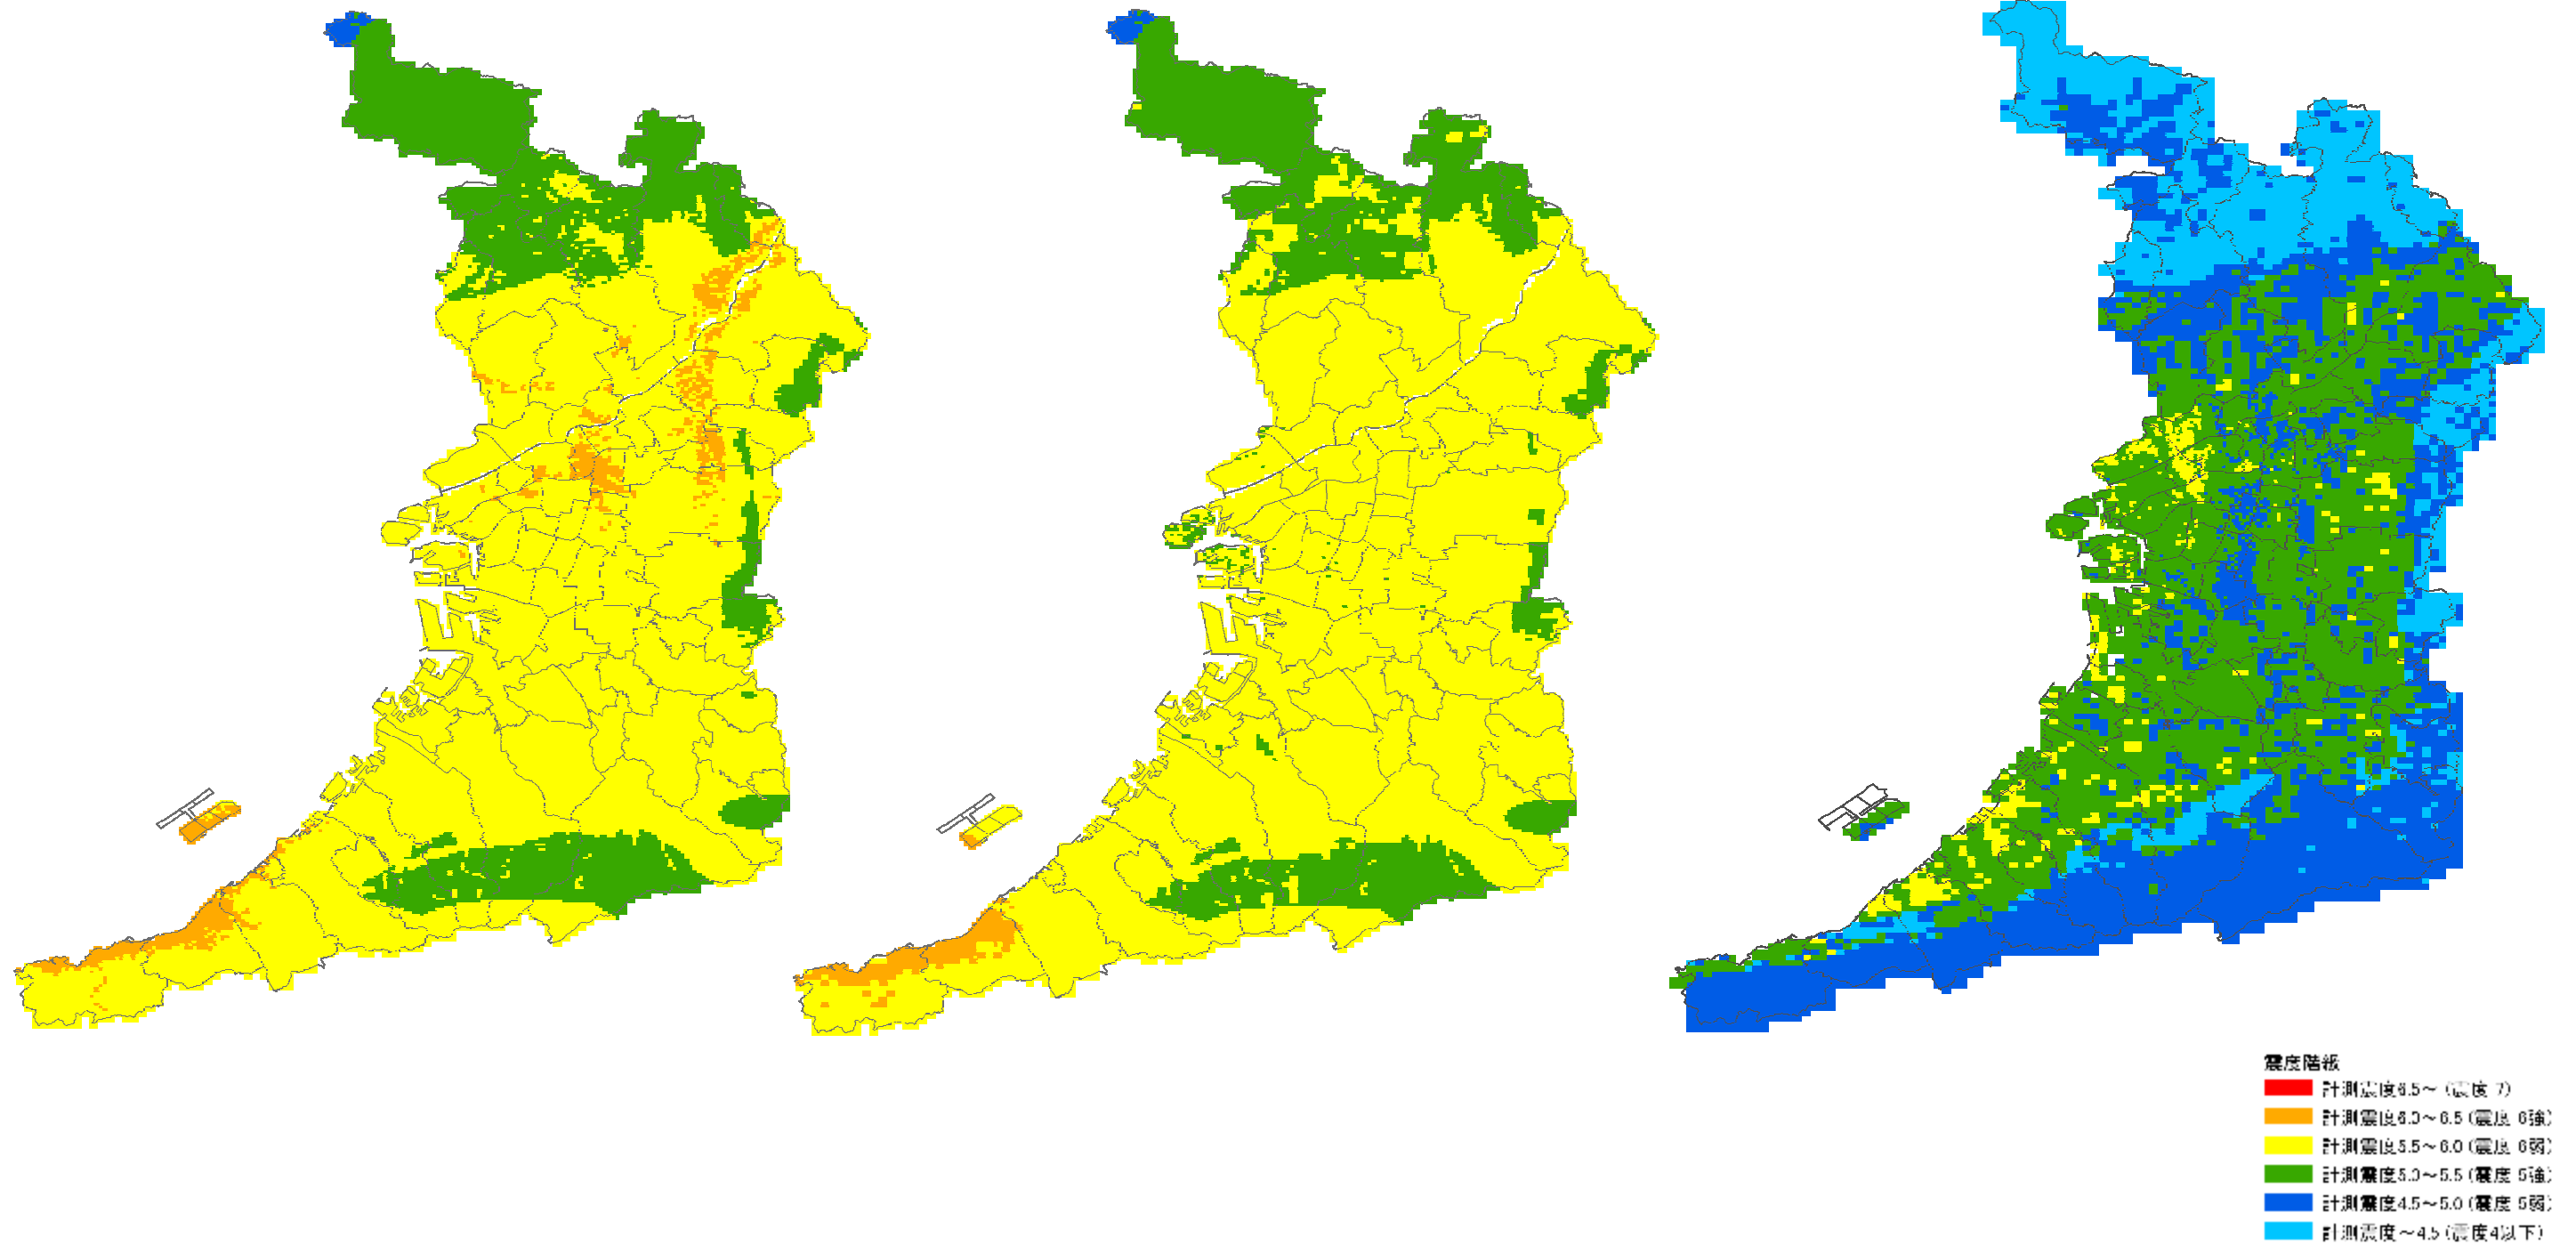 震度階級
計測震度6.5～ (震度 7)
計測震度6.0～6.5 (震度 6強)
計測震度5.5～6.0 (震度 6弱)
計測震度5.0～5.5 (震度 5強)
計測震度4.5～5.0 (震度 5弱)
計測震度～4.5 (震度4以下)